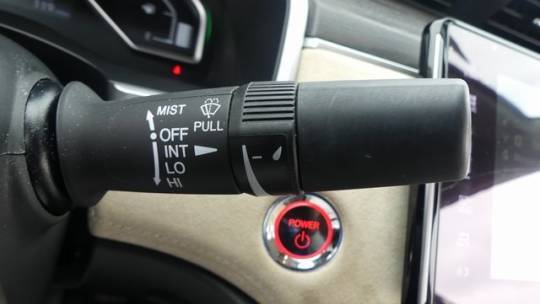 MIST
PULL
OFF
INT
LO
HI
POWER